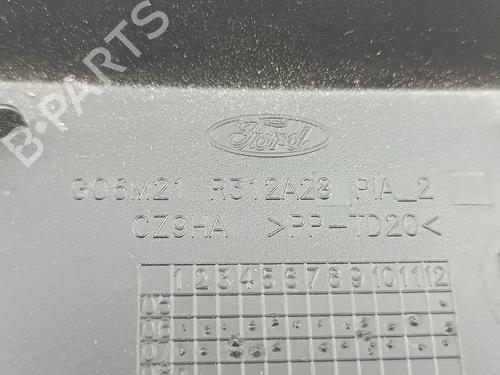 B-PARTS
Ford
GO6M21 R312A28 PIA_2
CZ9HA >PP-TD20<
1 2 3 4 5 6 7 8 9 10 11 12
05
06
07